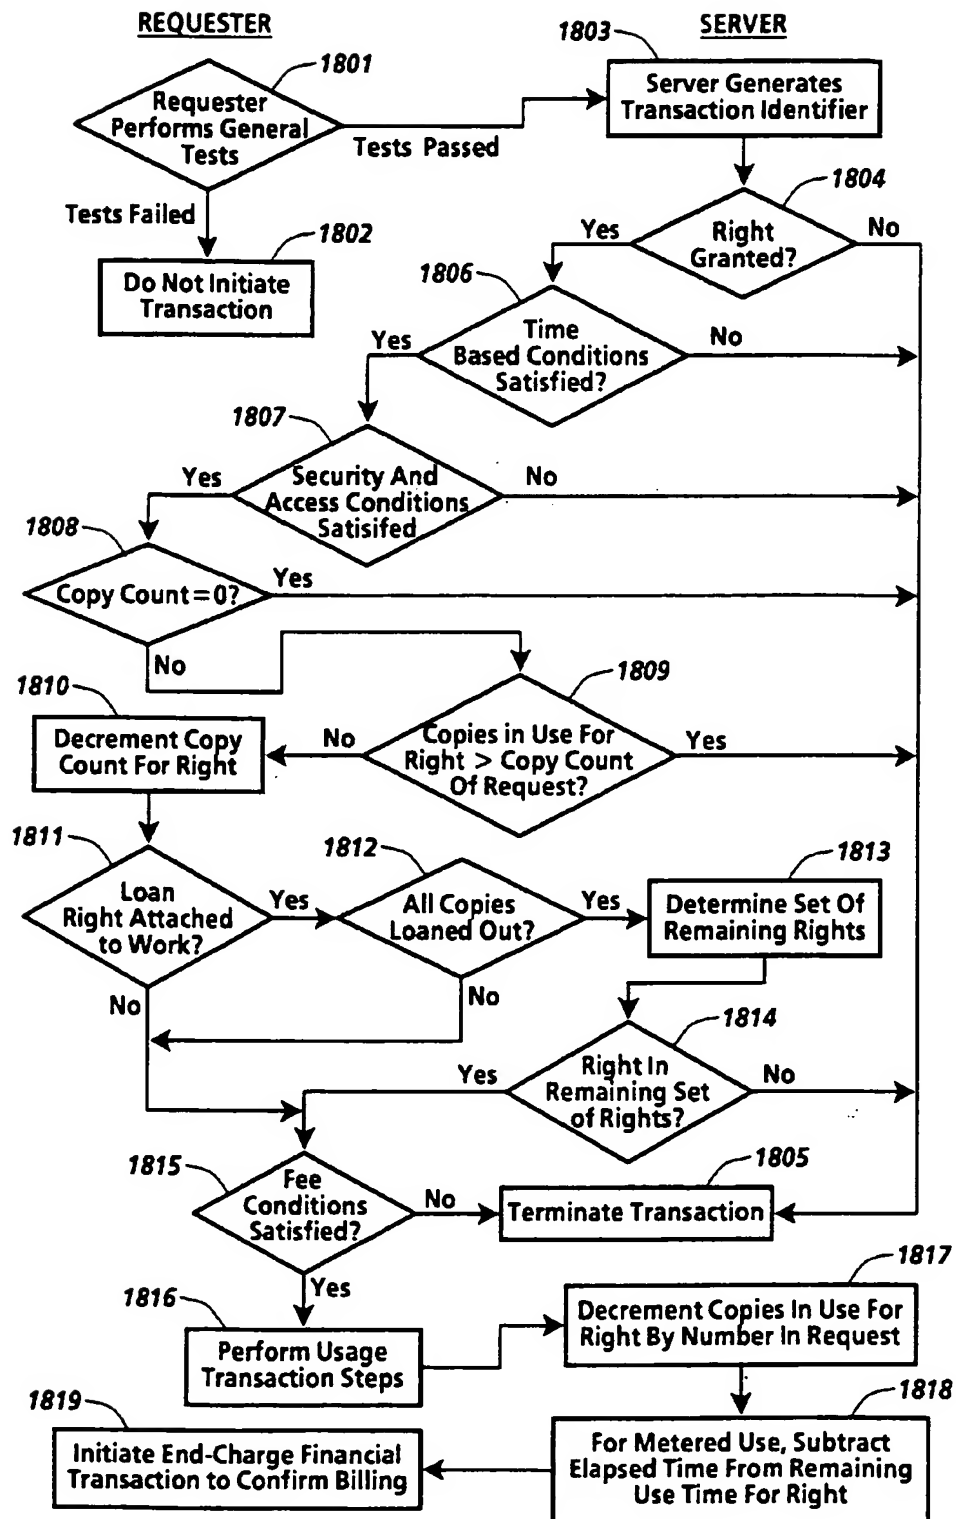 REQUESTER
SERVER
1801
Requester
Performs General
Tests
Tests Passed
Tests Failed
1802
Do Not Initiate
Transaction
1803
Server Generates
Transaction Identifier
1804
Right
Granted?
Yes
No
1806
Time
Based Conditions
Satisfied?
Yes
No
1807
Security And
Access Conditions
Satisifed
Yes
No
1808
Copy Count=0?
Yes
No
1809
Copies in Use For
Right > Copy Count
Of Request?
No
Yes
1810
Decrement Copy
Count For Right
1811
Loan
Right Attached
to Work?
Yes
No
1812
All Copies
Loaned Out?
Yes
No
1813
Determine Set Of
Remaining Rights
1814
Right In
Remaining Set
of Rights?
Yes
No
1815
Fee
Conditions
Satisfied?
No
Yes
1805
Terminate Transaction
1816
Perform Usage
Transaction Steps
1817
Decrement Copies In Use For
Right By Number In Request
1818
For Metered Use, Subtract
Elapsed Time From Remaining
Use Time For Right
1819
Initiate End-Charge Financial
Transaction to Confirm Billing